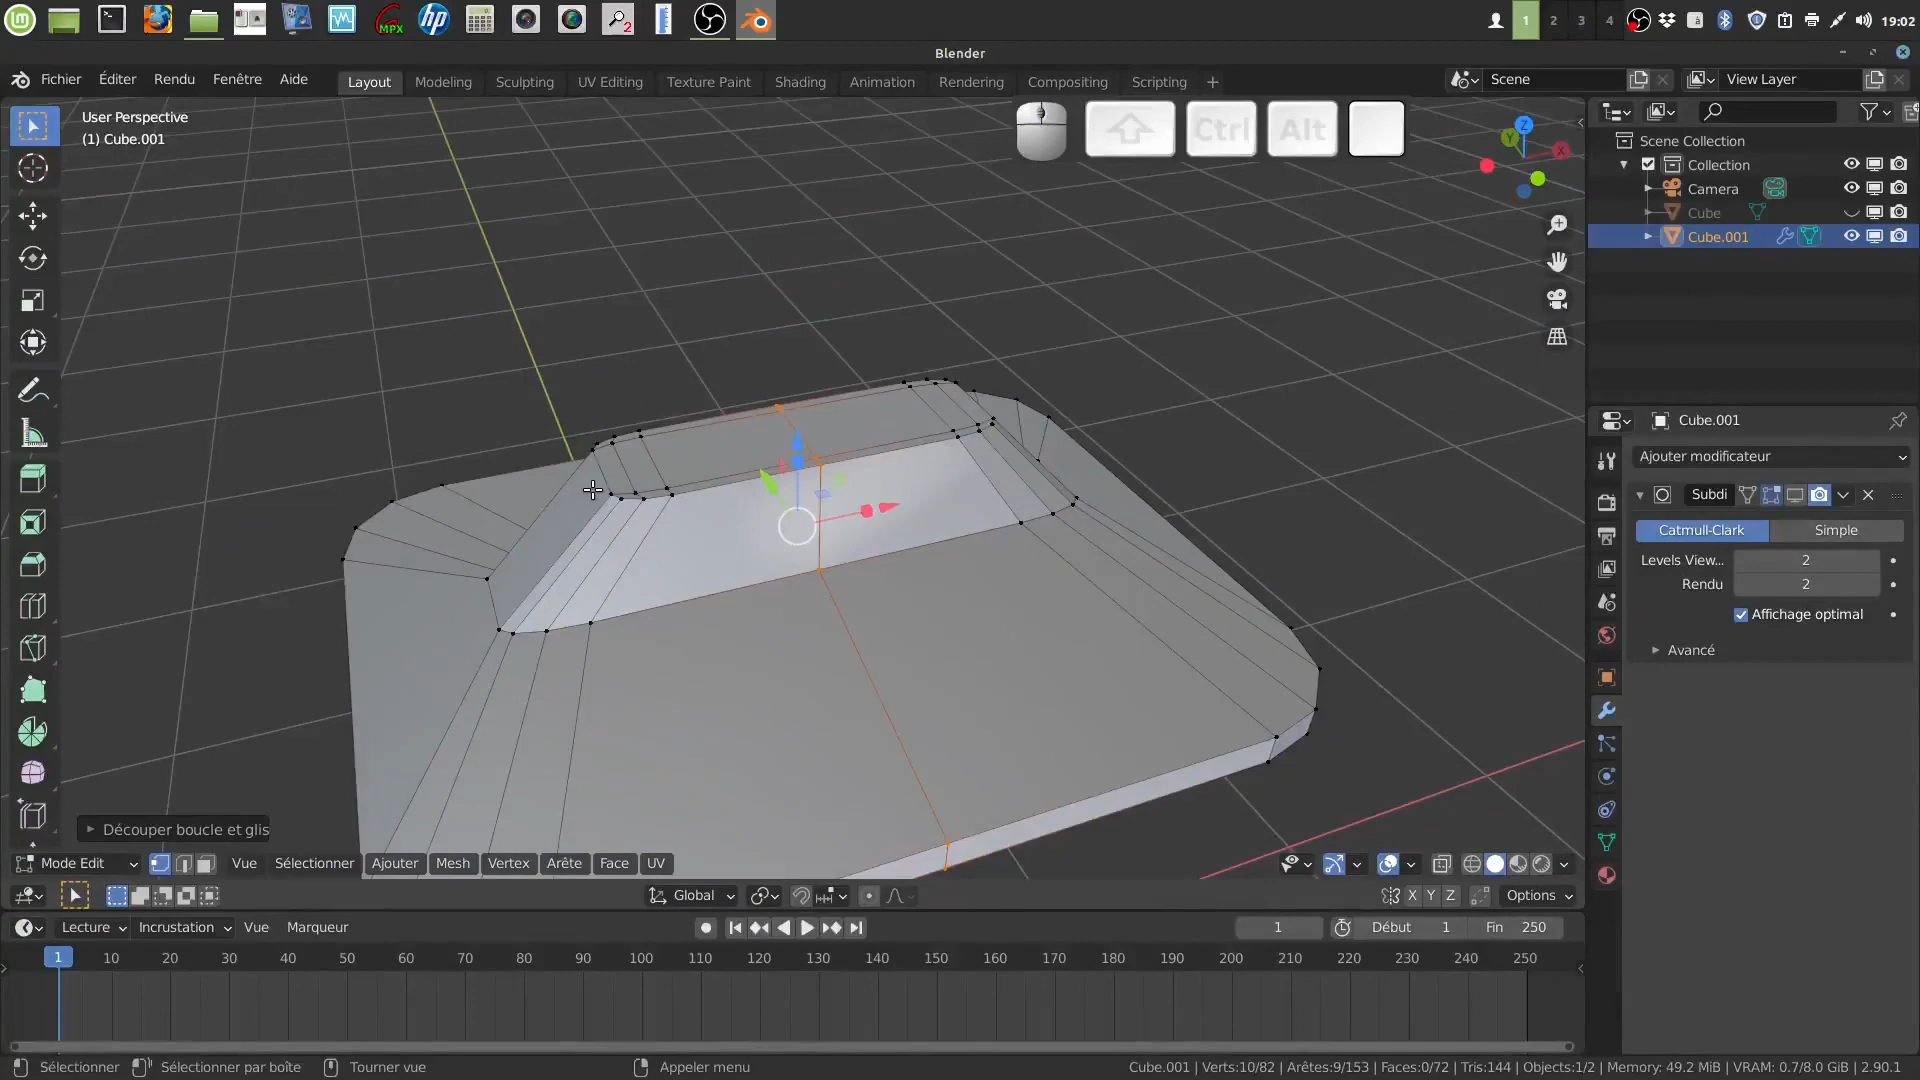 MPX
hp
2
1
2
3
4
à
19:02
Blender
Fichier
Éditer
Rendu
Fenêtre
Aide
Layout
Modeling
Sculpting
UV Editing
Texture Paint
Shading
Animation
Rendering
Compositing
Scripting
Scene
View Layer
User Perspective
(1) Cube.001
Ctrl
Alt
Z
Y
X
Scene Collection
Collection
Camera
Cube
Cube.001
Cube.001
Ajouter modificateur
Subdi
Catmull-Clark
Simple
Levels View...
2
Rendu
2
Affichage optimal
Avancé
Découper boucle et glis
Mode Edit
Vue
Sélectionner
Ajouter
Mesh
Vertex
Arête
Face
UV
Global
X
Y
Z
Options
Lecture
Incrustation
Vue
Marqueur
1
Début
1
Fin
250
1
10
20
30
40
50
60
70
80
90
100
110
120
130
140
150
160
170
180
190
200
210
220
230
240
250
Sélectionner
Sélectionner par boîte
Tourner vue
Appeler menu
Cube.001 | Verts:10/82 | Arêtes:9/153 | Faces:0/72 | Tris:144 | Objects:1/2 | Memory: 49.2 MiB | VRAM: 0.7/8.0 GiB | 2.90.1